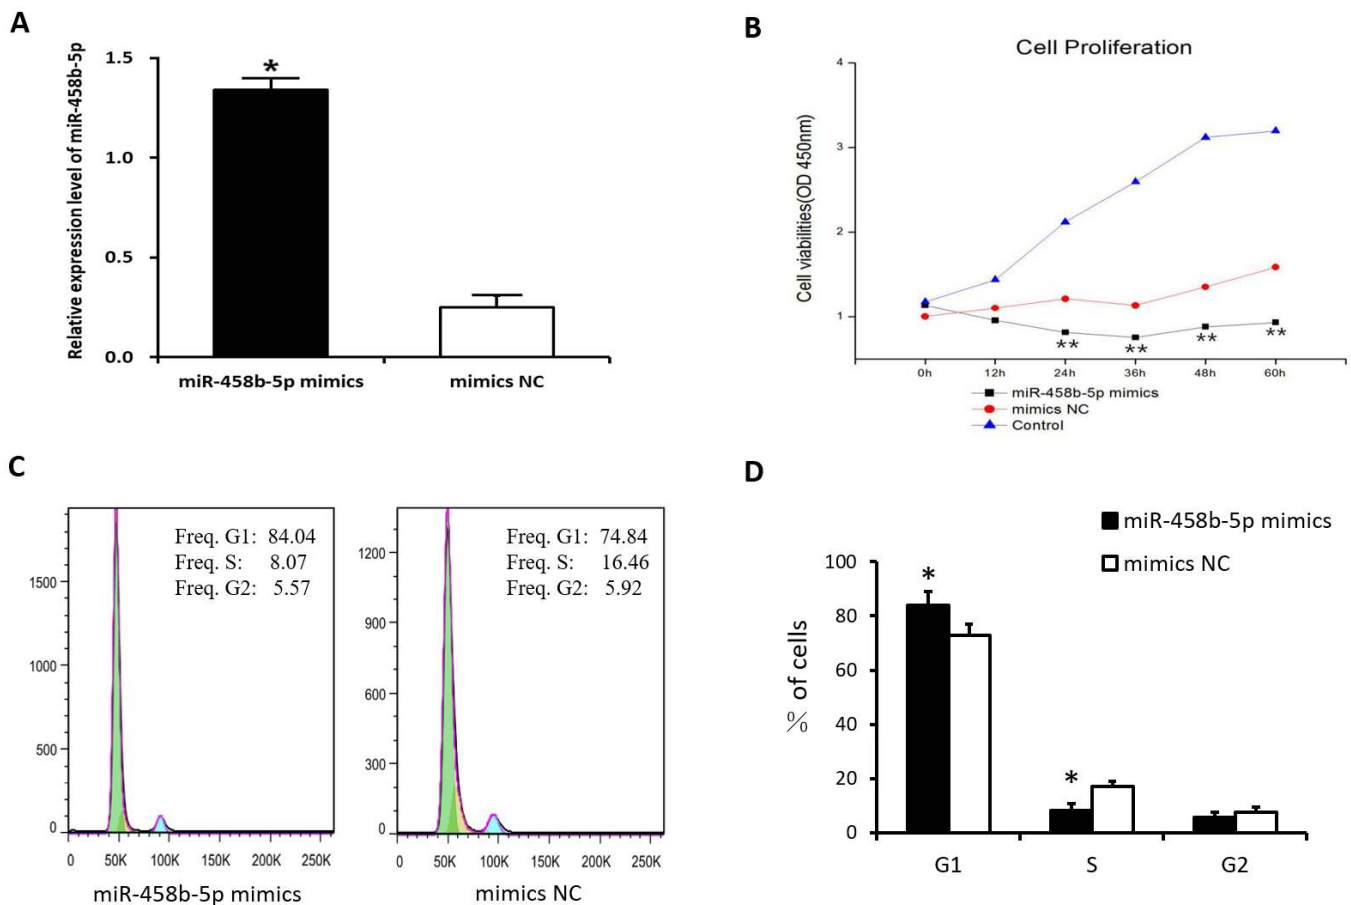 A
Relative expression level of miR-458b-5p
1.5
1.0
0.5
0.0
*
miR-458b-5p mimics
mimics NC
B
Cell Proliferation
Cell viabilities(OD 450nm)
4
3
2
1
**
**
**
**
0h
12h
24h
36h
48h
60h
miR-458b-5p mimics
mimics NC
Control
C
1500
1000
500
0
Freq. G1: 84.04
Freq. S: 8.07
Freq. G2: 5.57
0
50K
100K
150K
200K
250K
miR-458b-5p mimics
1200
900
600
300
0
Freq. G1: 74.84
Freq. S: 16.46
Freq. G2: 5.92
0
50K
100K
150K
200K
250K
mimics NC
D
miR-458b-5p mimics
mimics NC
% of cells
100
80
60
40
20
0
*
*
G1
S
G2